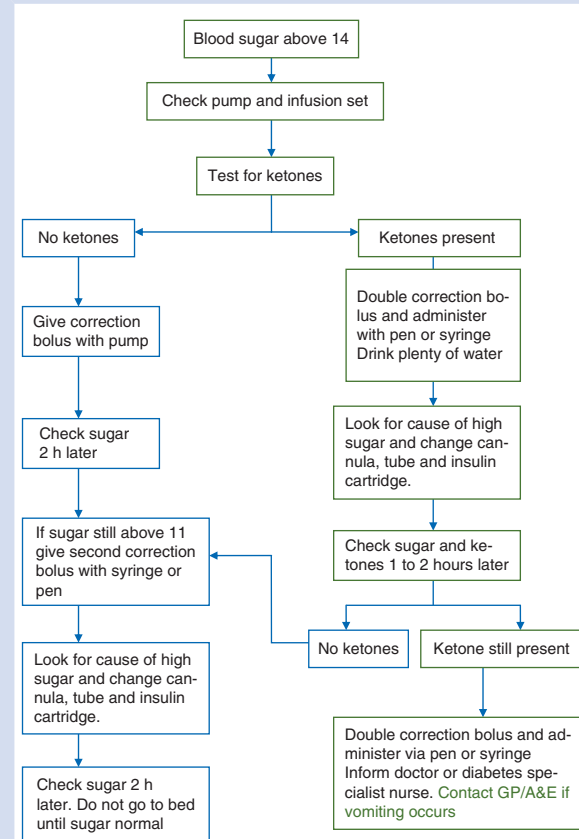 Blood sugar above 14
Check pump and infusion set
Test for ketones
No ketones
Ketones present
Give correction
bolus with pump
Double correction bo-
lus and administer
with pen or syringe
Drink plenty of water
Check sugar
2 h later
Look for cause of high
sugar and change can-
nula, tube and insulin
cartridge.
If sugar still above 11
give second correction
bolus with syringe or
pen
Check sugar and ke-
tones 1 to 2 hours later
No ketones
Ketone still present
Look for cause of high
sugar and change can-
nula, tube and insulin
cartridge.
Double correction bolus and ad-
minister via pen or syringe
Inform doctor or diabetes spe-
cialist nurse. Contact GP/A&E if
vomiting occurs
Check sugar 2 h
later. Do not go to bed
until sugar normal